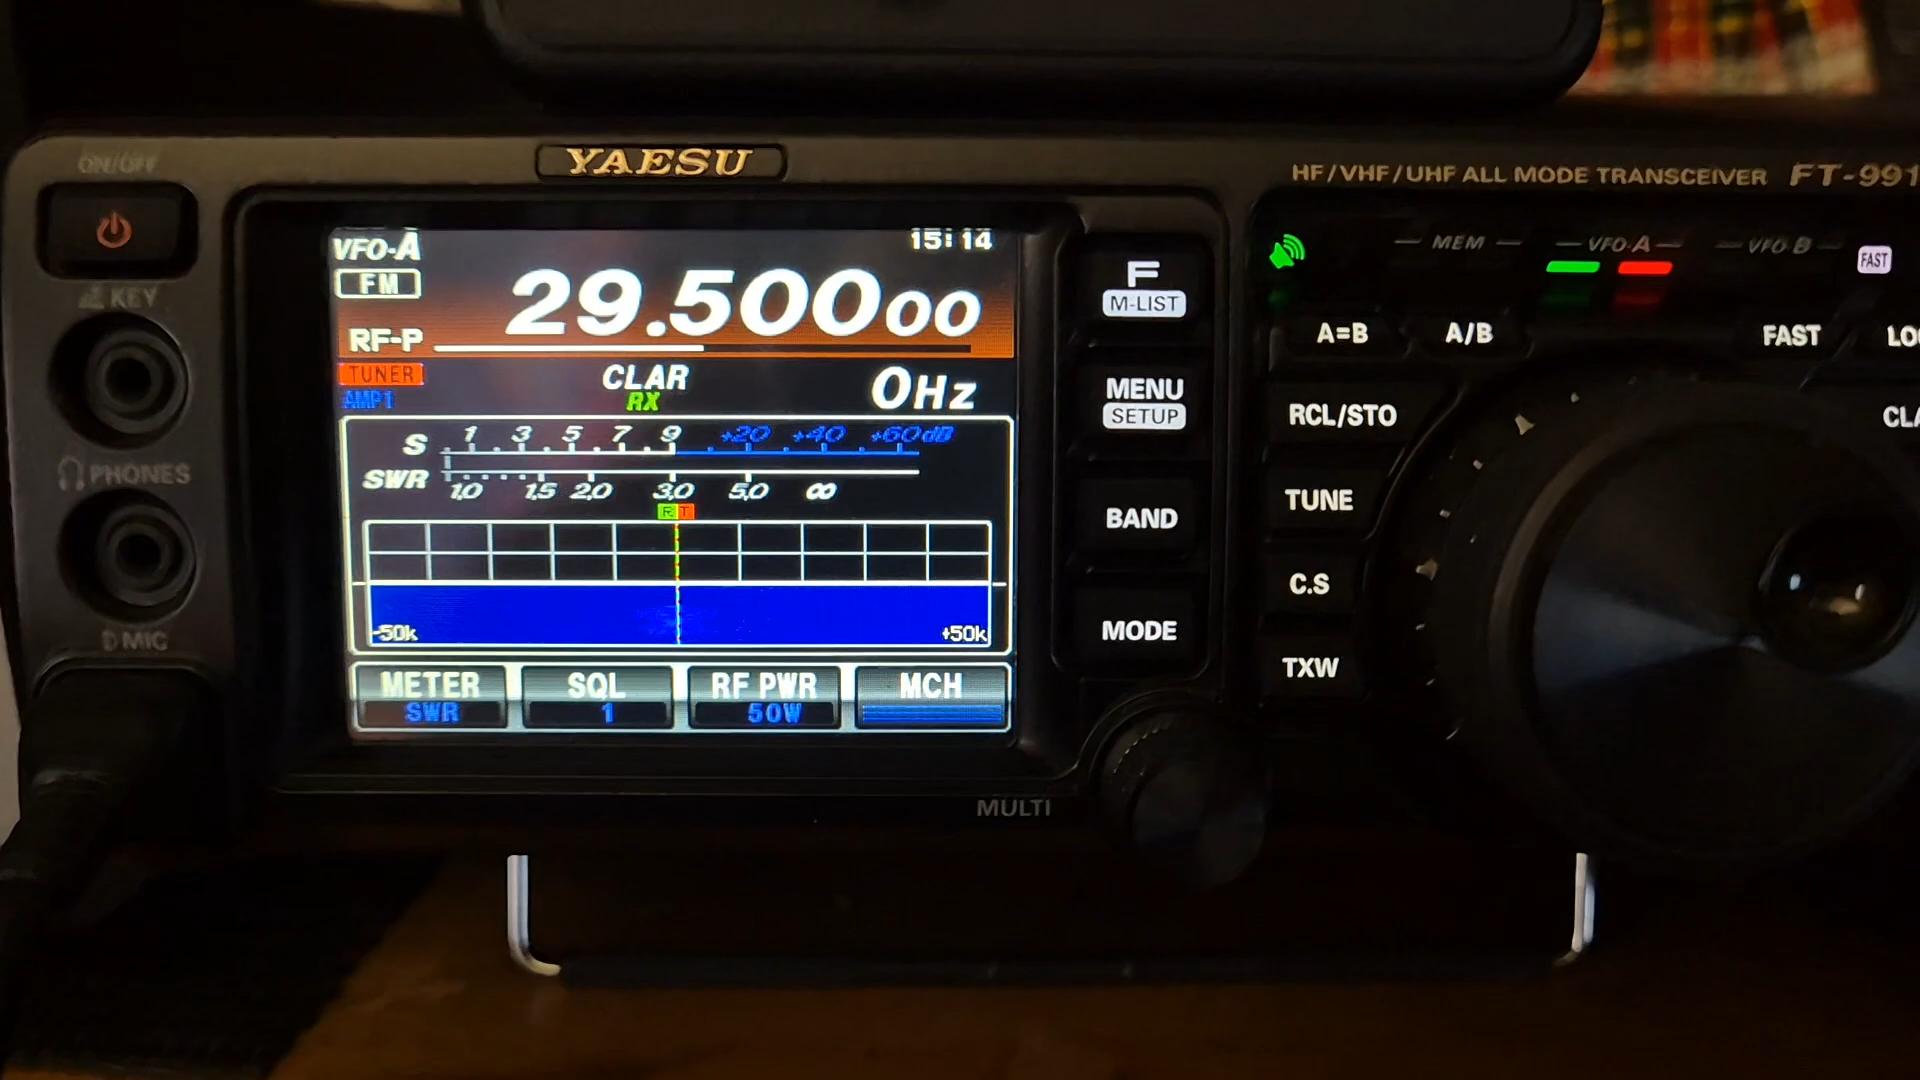 ON/OFF
YAESU
HF/VHF/UHF ALL MODE TRANSCEIVER FT-991
VFO-A 15:14
FM 29.500 00
RF-P
TUNER CLAR 0Hz
AMP1 RX
S 1 3 5 7 9 +20 +40 +60dB
SWR 1.0 1.5 2.0 3.0 5.0 ∞
R T
-50k +50k
METER SQL RF PWR MCH
SWR 1 50W
KEY
PHONES
MIC
F
M-LIST
MENU
SETUP
BAND
MODE
MULTI
MEM VFO-A VFO-B FAST
A=B A/B FAST LO
RCL/STO CLA
TUNE
C.S
TXW